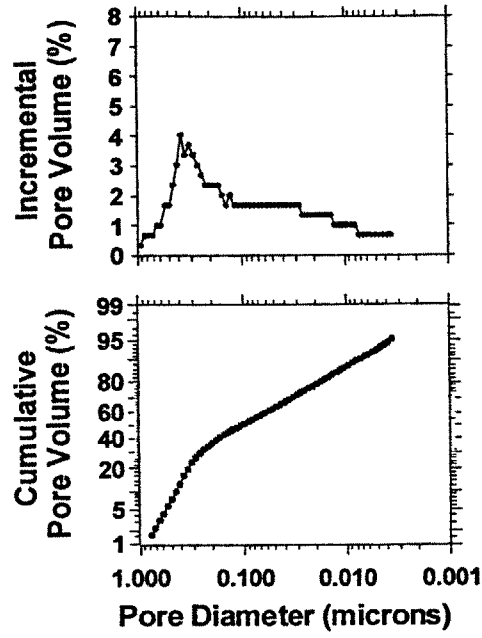 Incremental
Pore Volume (%)
8
7
6
5
4
3
2
1
0
Cumulative
Pore Volume (%)
99
95
80
60
40
20
5
1
1.000 0.100 0.010 0.001
Pore Diameter (microns)